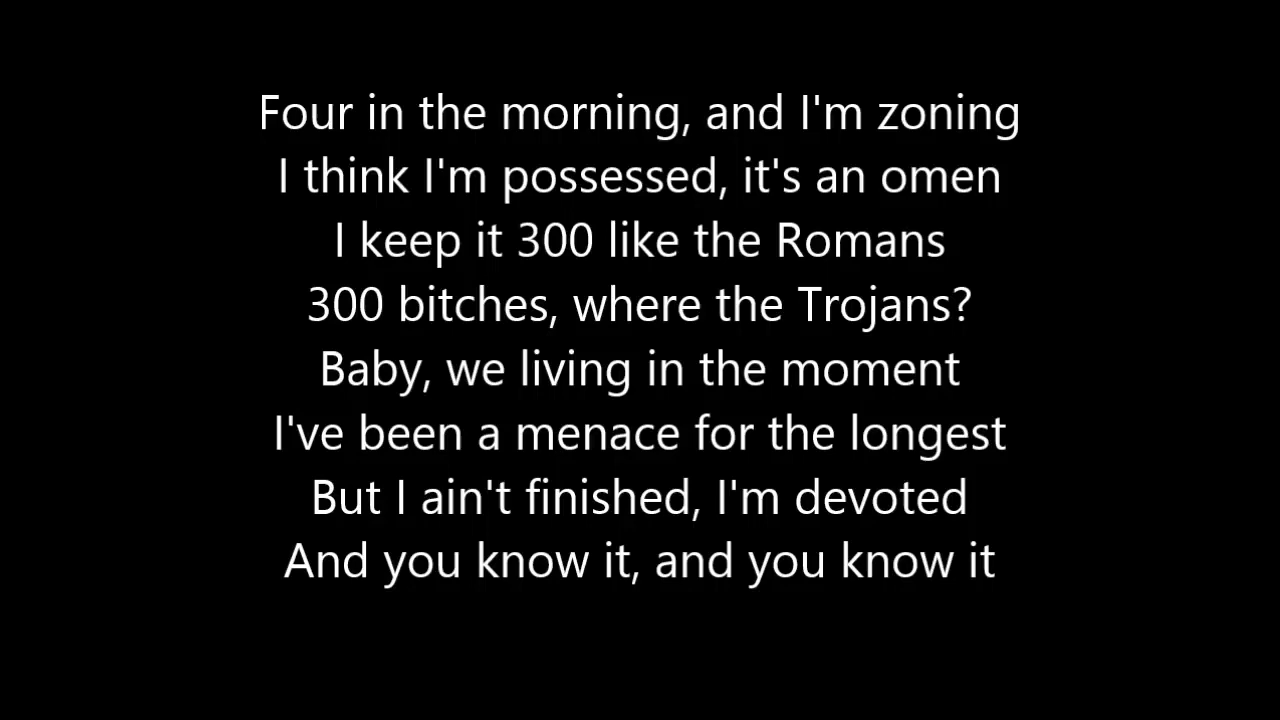 Four in the morning, and I'm zoning
I think I'm possessed, it's an omen
I keep it 300 like the Romans
300 bitches, where the Trojans?
Baby, we living in the moment
I've been a menace for the longest
But I ain't finished, I'm devoted
And you know it, and you know it